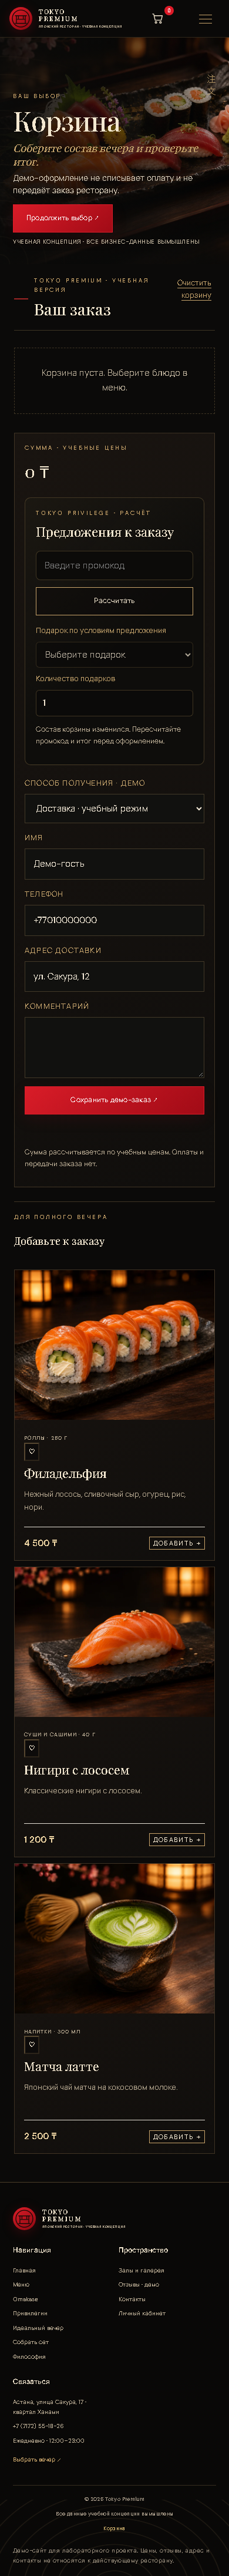 TOKYO
PREMIUM
ЯПОНСКИЙ РЕСТОРАН · УЧЕБНАЯ КОНЦЕПЦИЯ
0
注文
ВАШ ВЫБОР
Корзина
Соберите состав вечера и проверьте
итог.
Демо-оформление не списывает оплату и не
передаёт заказ ресторану.
Продолжить выбор ↗
УЧЕБНАЯ КОНЦЕПЦИЯ · ВСЕ БИЗНЕС-ДАННЫЕ ВЫМЫШЛЕНЫ
TOKYO PREMIUM · УЧЕБНАЯ
ВЕРСИЯ
Ваш заказ
Очистить
корзину
Корзина пуста. Выберите блюдо в
меню.
СУММА · УЧЕБНЫЕ ЦЕНЫ
0 ₸
TOKYO PRIVILEGE · РАСЧЁТ
Предложения к заказу
Введите промокод
Рассчитать
Подарок по условиям предложения
Выберите подарок
Количество подарков
1
Состав корзины изменился. Пересчитайте
промокод и итог перед оформлением.
СПОСОБ ПОЛУЧЕНИЯ · ДЕМО
Доставка · учебный режим
ИМЯ
Демо-гость
ТЕЛЕФОН
+77010000000
АДРЕС ДОСТАВКИ
ул. Сакура, 12
КОММЕНТАРИЙ
Сохранить демо-заказ ↗
Сумма рассчитывается по учебным ценам. Оплаты и
передачи заказа нет.
ДЛЯ ПОЛНОГО ВЕЧЕРА
Добавьте к заказу
РОЛЛЫ · 280 Г
♡
Филадельфия
Нежный лосось, сливочный сыр, огурец, рис,
нори.
4 500 ₸
ДОБАВИТЬ +
СУШИ И САШИМИ · 40 Г
♡
Нигири с лососем
Классические нигири с лососем.
1 200 ₸
ДОБАВИТЬ +
НАПИТКИ · 300 МЛ
♡
Матча латте
Японский чай матча на кокосовом молоке.
2 500 ₸
ДОБАВИТЬ +
TOKYO
PREMIUM
ЯПОНСКИЙ РЕСТОРАН · УЧЕБНАЯ КОНЦЕПЦИЯ
Навигация
Главная
Меню
Omakase
Привилегии
Идеальный вечер
Собрать сет
Философия
Пространство
Залы и галерея
Отзывы · демо
Контакты
Личный кабинет
Связаться
Астана, улица Сакура, 17 ·
квартал Ханами
+7 (7172) 55-18-26
Ежедневно · 12:00–23:00
Выбрать вечер ↗
© 2026 Tokyo Premium
Все данные учебной концепции вымышлены
Корзина
Демо-сайт для лабораторного проекта. Цены, отзывы, адрес и
контакты не относятся к действующему ресторану.